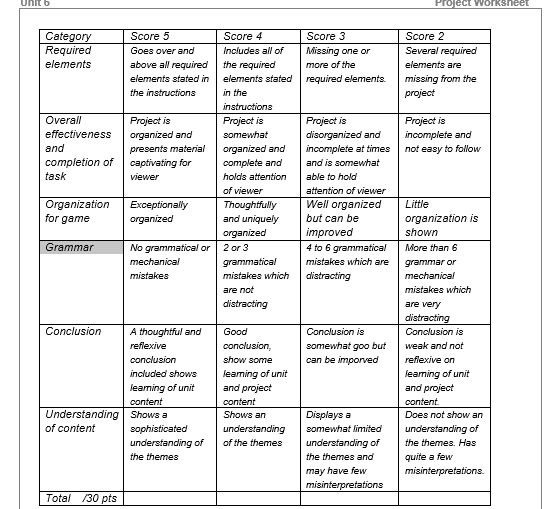 Unit 6 Project Worksheet
Category Score 5 Score 4 Score 3 Score 2
Required
elements
Goes over and
above all required
elements stated in
the instructions
Includes all of
the required
elements stated
in the
instructions
Missing one or
more of the
required elements.
Several required
elements are
missing from the
project
Overall
effectiveness
and
completion of
task
Project is
organized and
presents material
captivating for
viewer
Project is
somewhat
organized and
complete and
holds attention
of viewer
Project is
disorganized and
incomplete at times
and is somewhat
able to hold
attention of viewer
Project is
incomplete and
not easy to follow
Organization
for game
Exceptionally
organized
Thoughtfully
and uniquely
organized
Well organized
but can be
improved
Little
organization is
shown
Grammar
No grammatical or
mechanical
mistakes
2 or 3
grammatical
mistakes which
are not
distracting
4 to 6 grammatical
mistakes which are
distracting
More than 6
grammar or
mechanical
mistakes which
are very
distracting
Conclusion
A thoughtful and
reflexive
conclusion
included shows
learning of unit
content
Good
conclusion,
show some
learning of unit
and project
content
Conclusion is
somewhat goo but
can be imporved
Conclusion is
weak and not
reflexive on
learning of unit
and project
content.
Understanding
of content
Shows a
sophisticated
understanding of
the themes
Shows an
understanding
of the themes
Displays a
somewhat limited
understanding of
the themes and
may have few
misinterpretations
Does not show an
understanding of
the themes. Has
quite a few
misinterpretations.
Total /30 pts